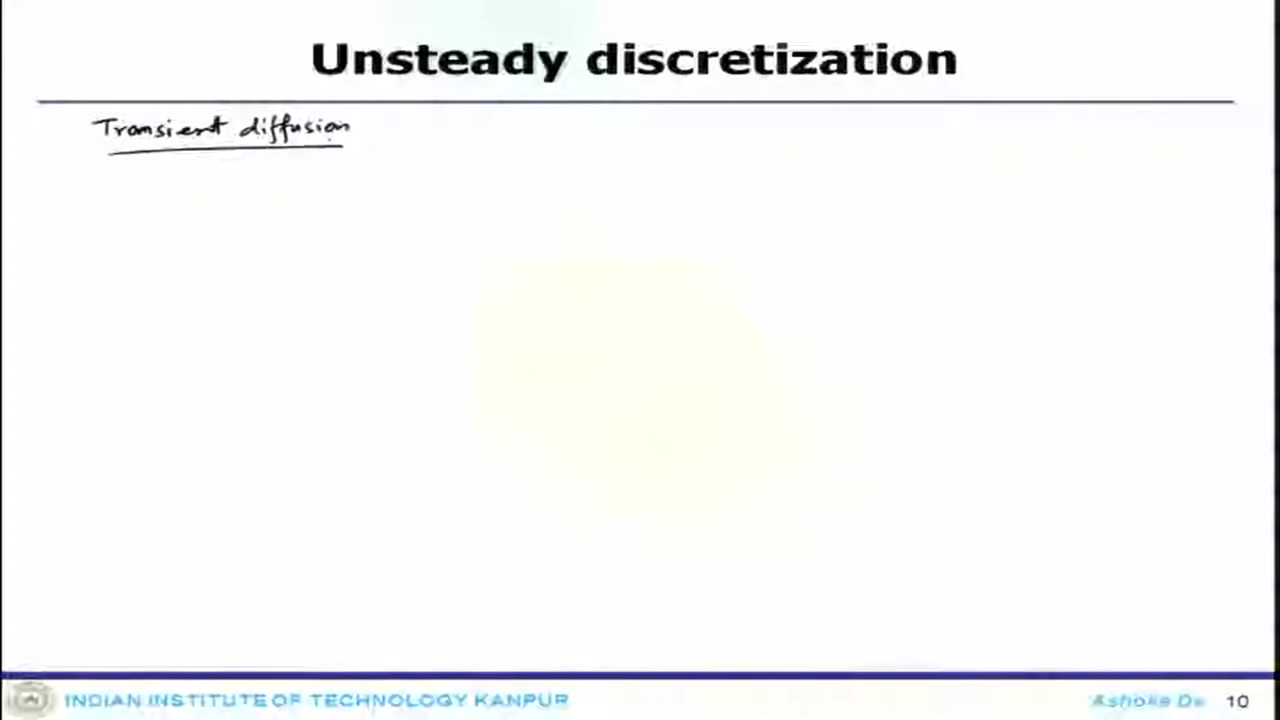 Unsteady discretization
Transient diffusion
INDIAN INSTITUTE OF TECHNOLOGY KANPUR
Ashoke De 10